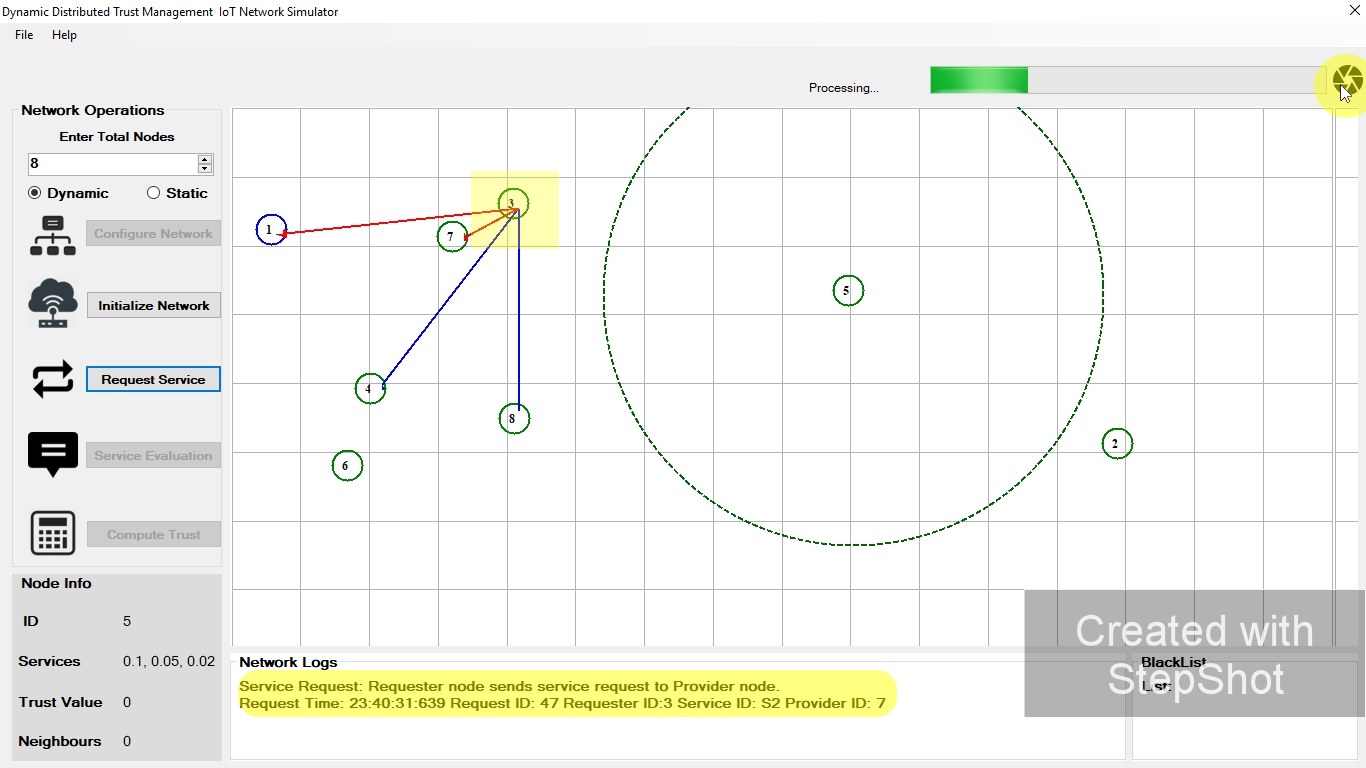 Dynamic Distributed Trust Management IoT Network Simulator
File Help
Processing...
Network Operations
Enter Total Nodes
8
Dynamic Static
Configure Network
Initialize Network
Request Service
Service Evaluation
Compute Trust
1
3
7
5
4
8
6
2
Node Info
ID 5
Services 0.1, 0.05, 0.02
Trust Value 0
Neighbours 0
Network Logs
Service Request: Requester node sends service request to Provider node.
Request Time: 23:40:31:639 Request ID: 47 Requester ID:3 Service ID: S2 Provider ID: 7
BlackList
List:
Created with
StepShot